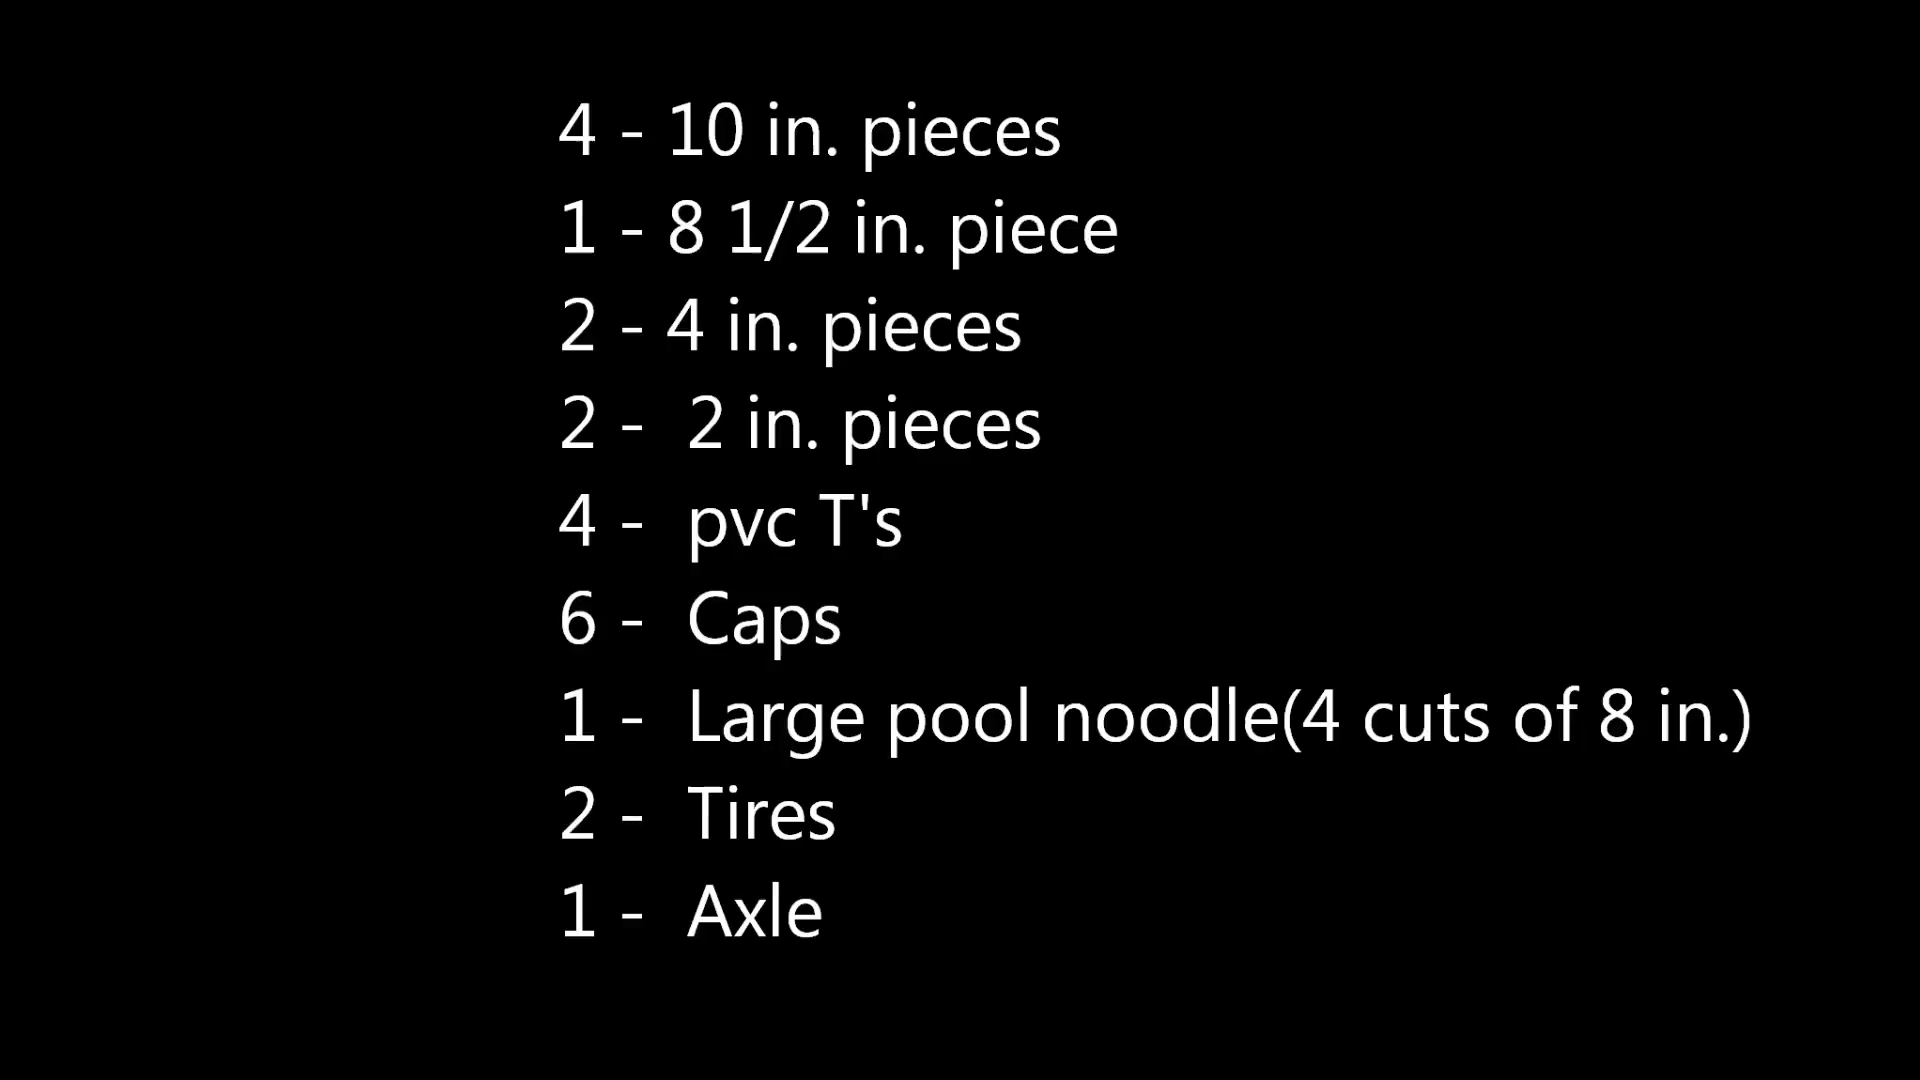 4 - 10 in. pieces
1 - 8 1/2 in. piece
2 - 4 in. pieces
2 -  2 in. pieces
4 -  pvc T's
6 -  Caps
1 -  Large pool noodle(4 cuts of 8 in.)
2 -  Tires
1 -  Axle